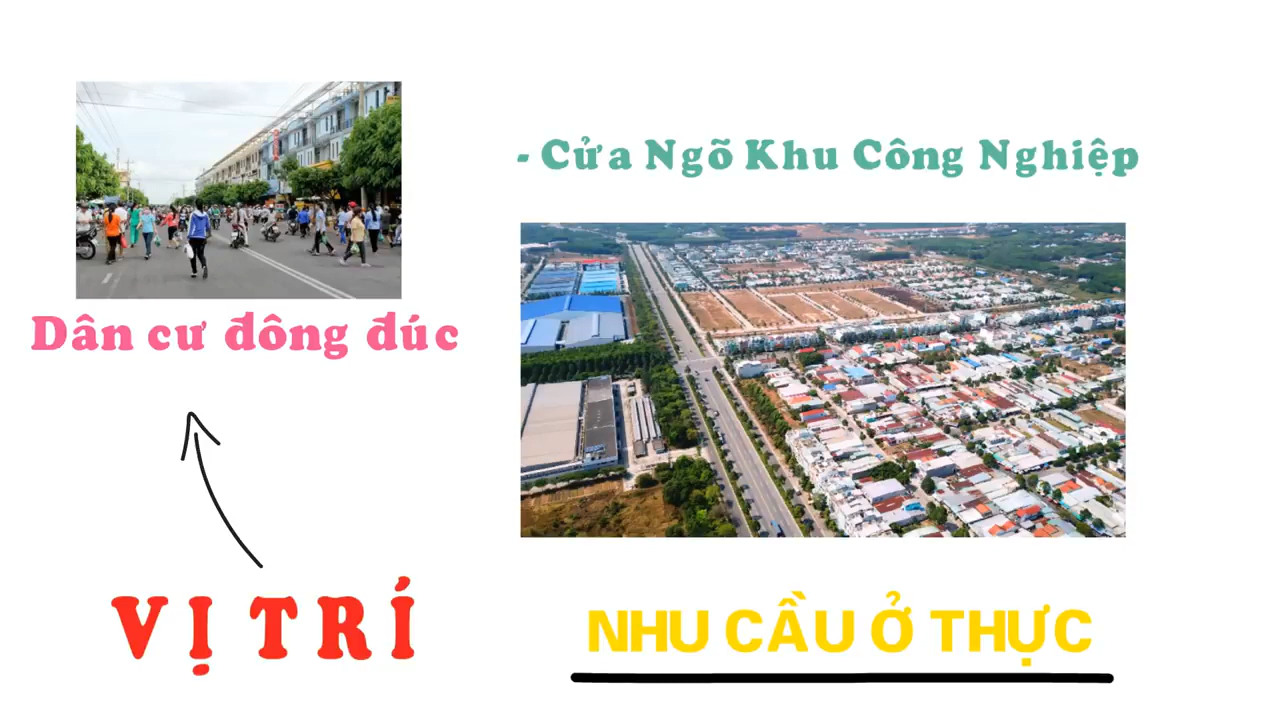 - Cửa Ngõ Khu Công Nghiệp
Dân cư đông đúc
VỊ TRÍ
NHU CẦU Ở THỰC